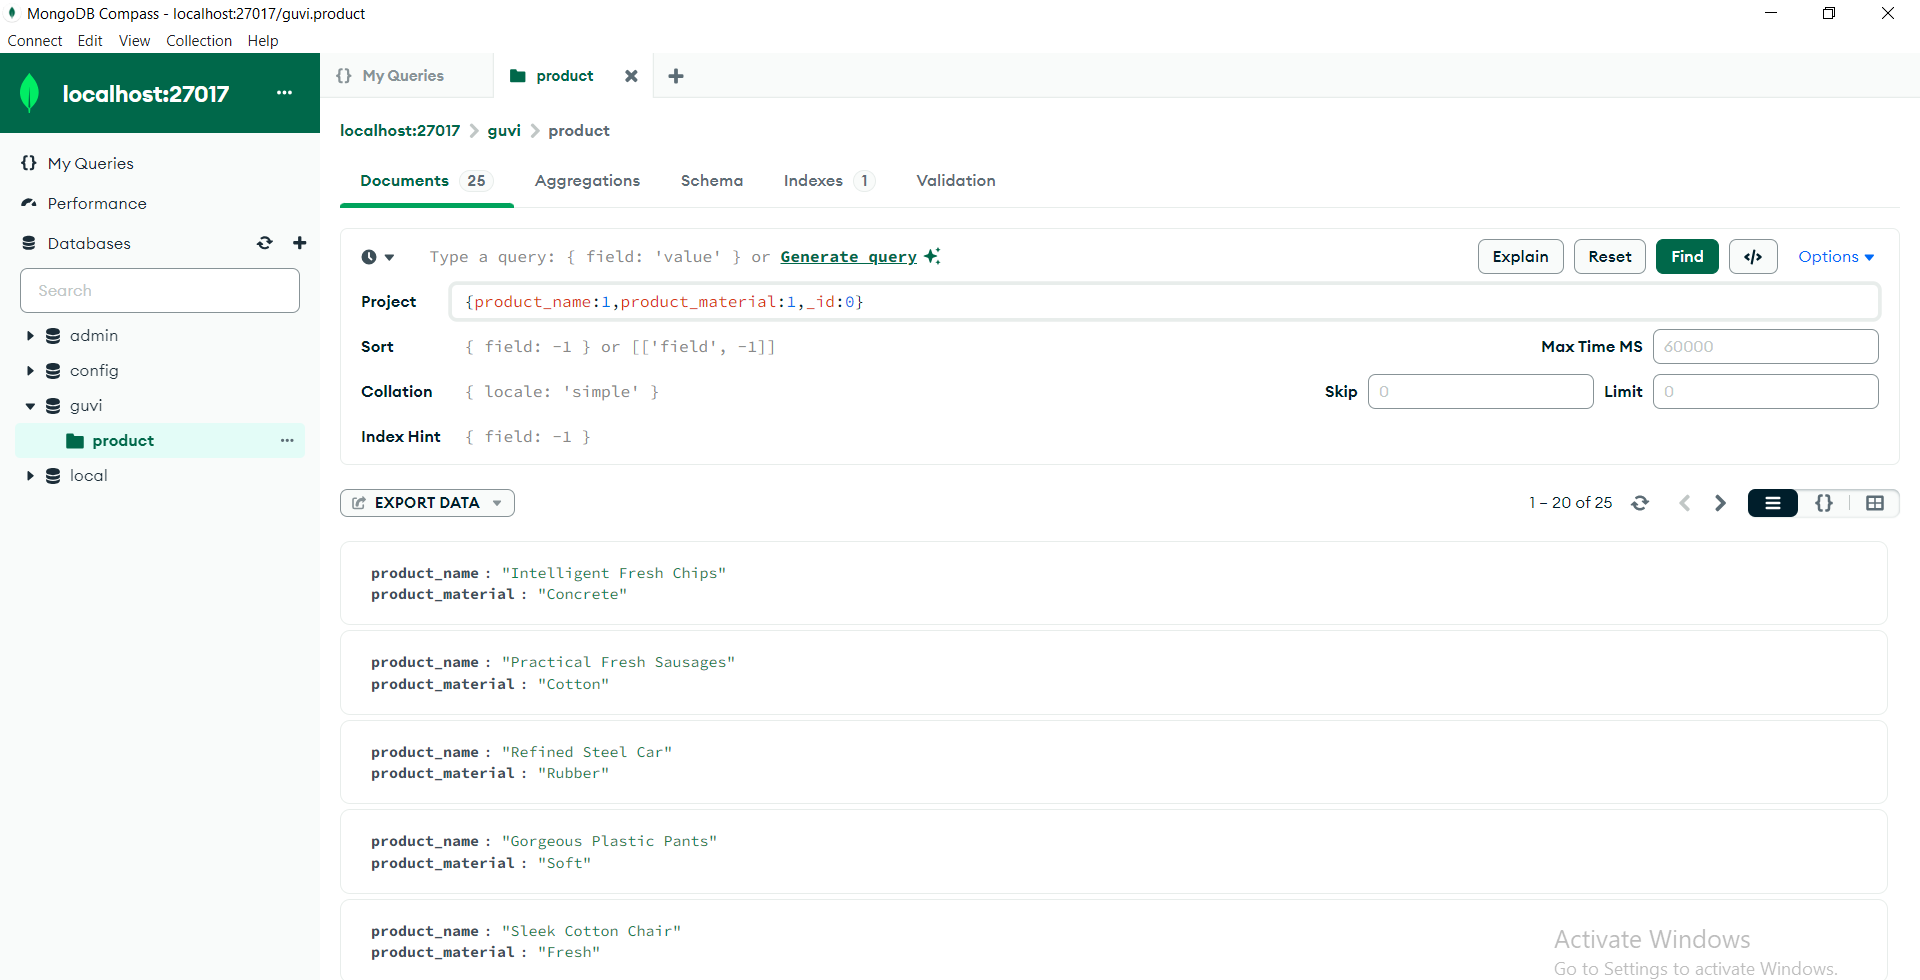 MongoDB Compass - localhost:27017/guvi.product
Connect Edit View Collection Help
localhost:27017 ...
My Queries
Performance
Databases
Search
admin
config
guvi
product ...
local
{} My Queries
product
localhost:27017 > guvi > product
Documents 25 Aggregations Schema Indexes 1 Validation
Type a query: { field: 'value' } or Generate query
Explain Reset Find </> Options
Project {product_name:1,product_material:1,_id:0}
Sort { field: -1 } or [['field', -1]]
Max Time MS 60000
Collation { locale: 'simple' }
Skip 0 Limit 0
Index Hint { field: -1 }
EXPORT DATA
1 – 20 of 25
product_name : "Intelligent Fresh Chips"
product_material : "Concrete"
product_name : "Practical Fresh Sausages"
product_material : "Cotton"
product_name : "Refined Steel Car"
product_material : "Rubber"
product_name : "Gorgeous Plastic Pants"
product_material : "Soft"
product_name : "Sleek Cotton Chair"
product_material : "Fresh"
Activate Windows
Go to Settings to activate Windows.